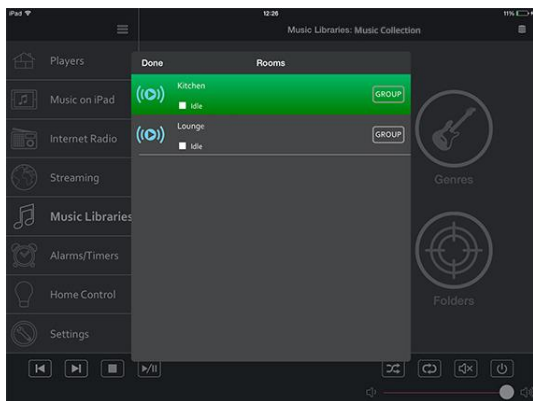 iPad 12:26 11%
Music Libraries: Music Collection
Players
Music on iPad
Internet Radio
Streaming
Music Libraries
Alarms/Timers
Home Control
Settings
Done Rooms
Kitchen
Idle
GROUP
Lounge
Idle
GROUP
Genres
Folders